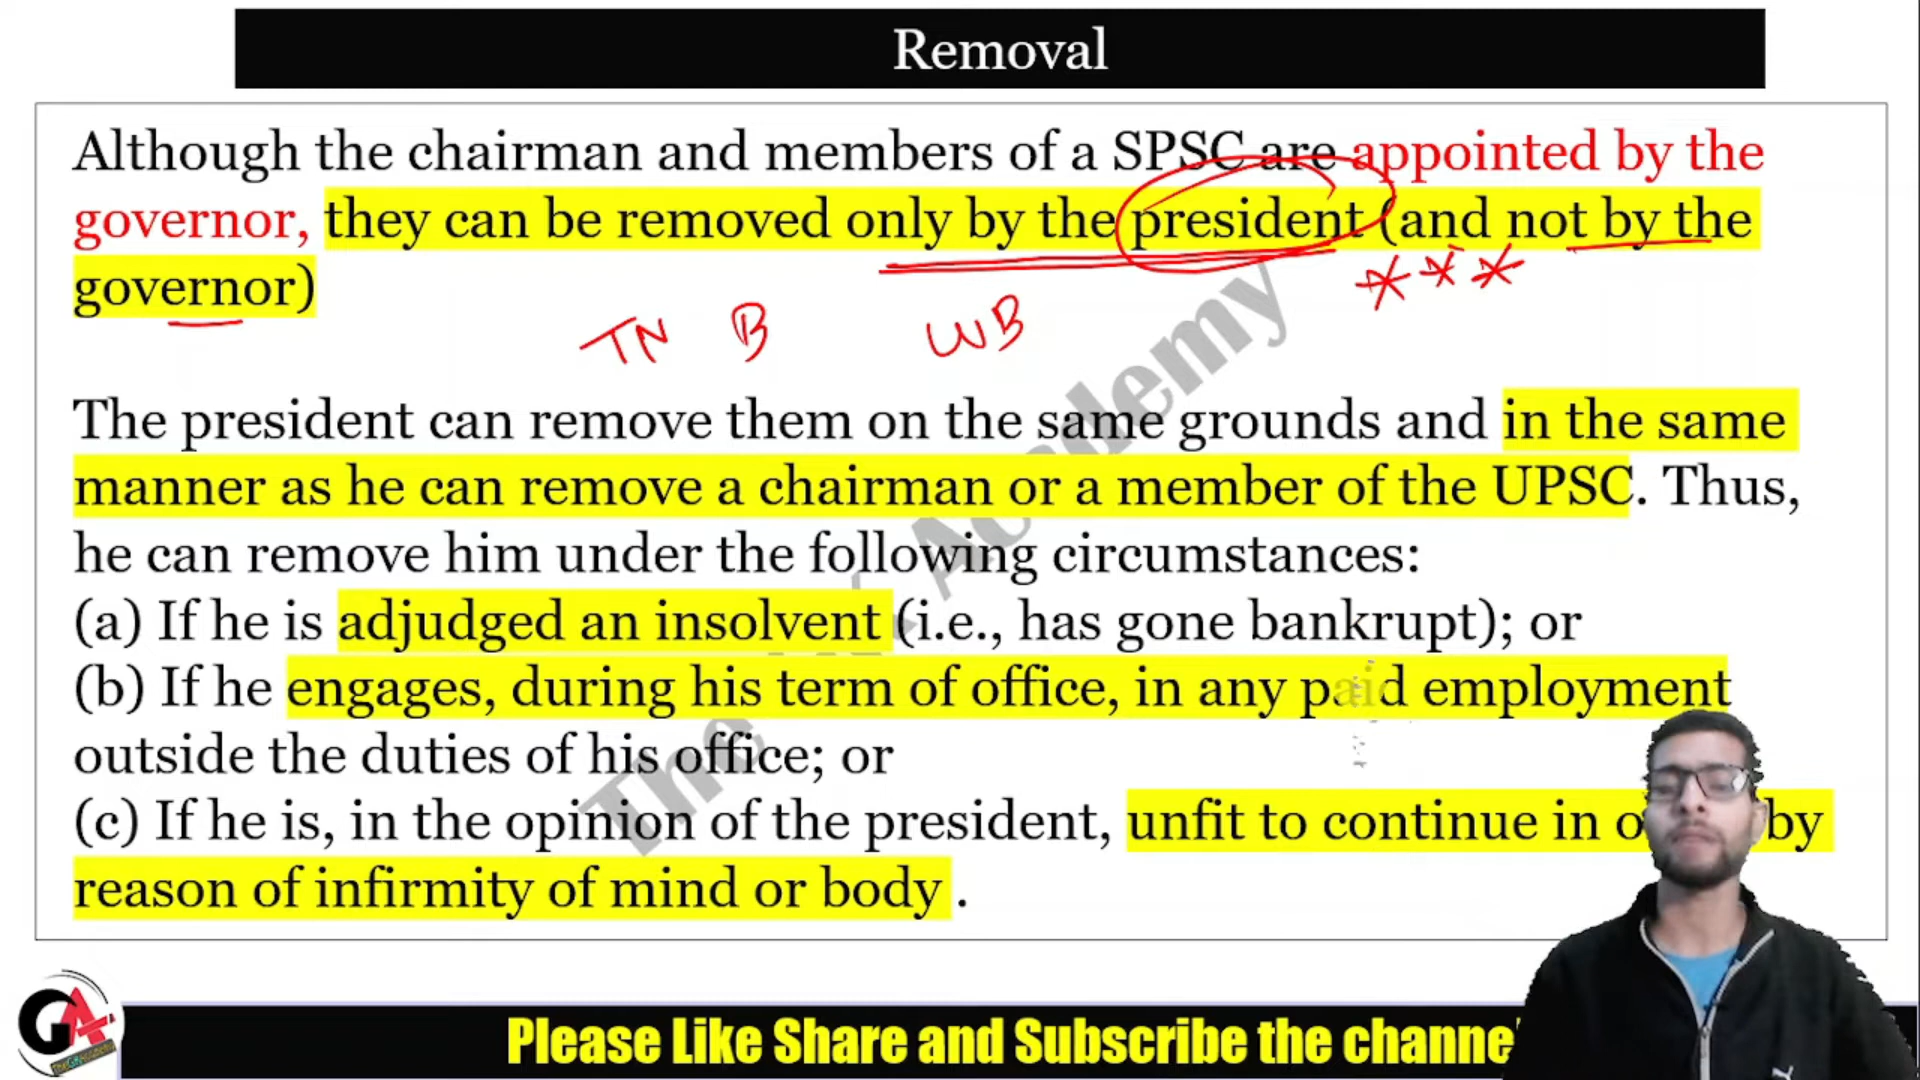 Removal
Although the chairman and members of a SPSC are appointed by the
governor, they can be removed only by the president (and not by the
governor)
TN B WB
The president can remove them on the same grounds and in the same
manner as he can remove a chairman or a member of the UPSC. Thus,
he can remove him under the following circumstances:
(a) If he is adjudged an insolvent (i.e., has gone bankrupt); or
(b) If he engages, during his term of office, in any paid employment
outside the duties of his office; or
(c) If he is, in the opinion of the president, unfit to continue in by
reason of infirmity of mind or body .
The Academy
GA
Please Like Share and Subscribe the channel